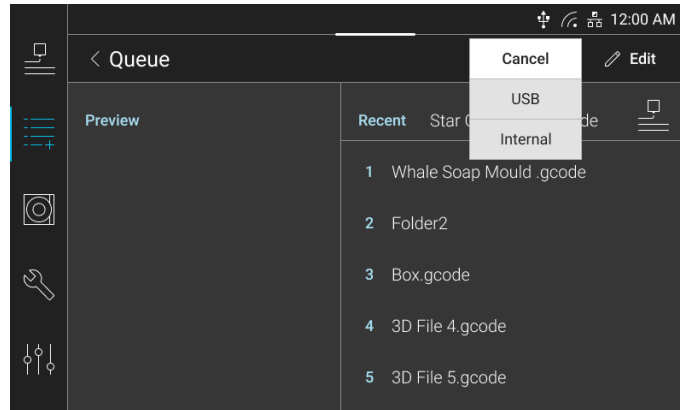 12:00 AM
Queue
Cancel
Edit
USB
Internal
Preview
Recent Star
1 Whale Soap Mould .gcode
2 Folder2
3 Box.gcode
4 3D File 4.gcode
5 3D File 5.gcode